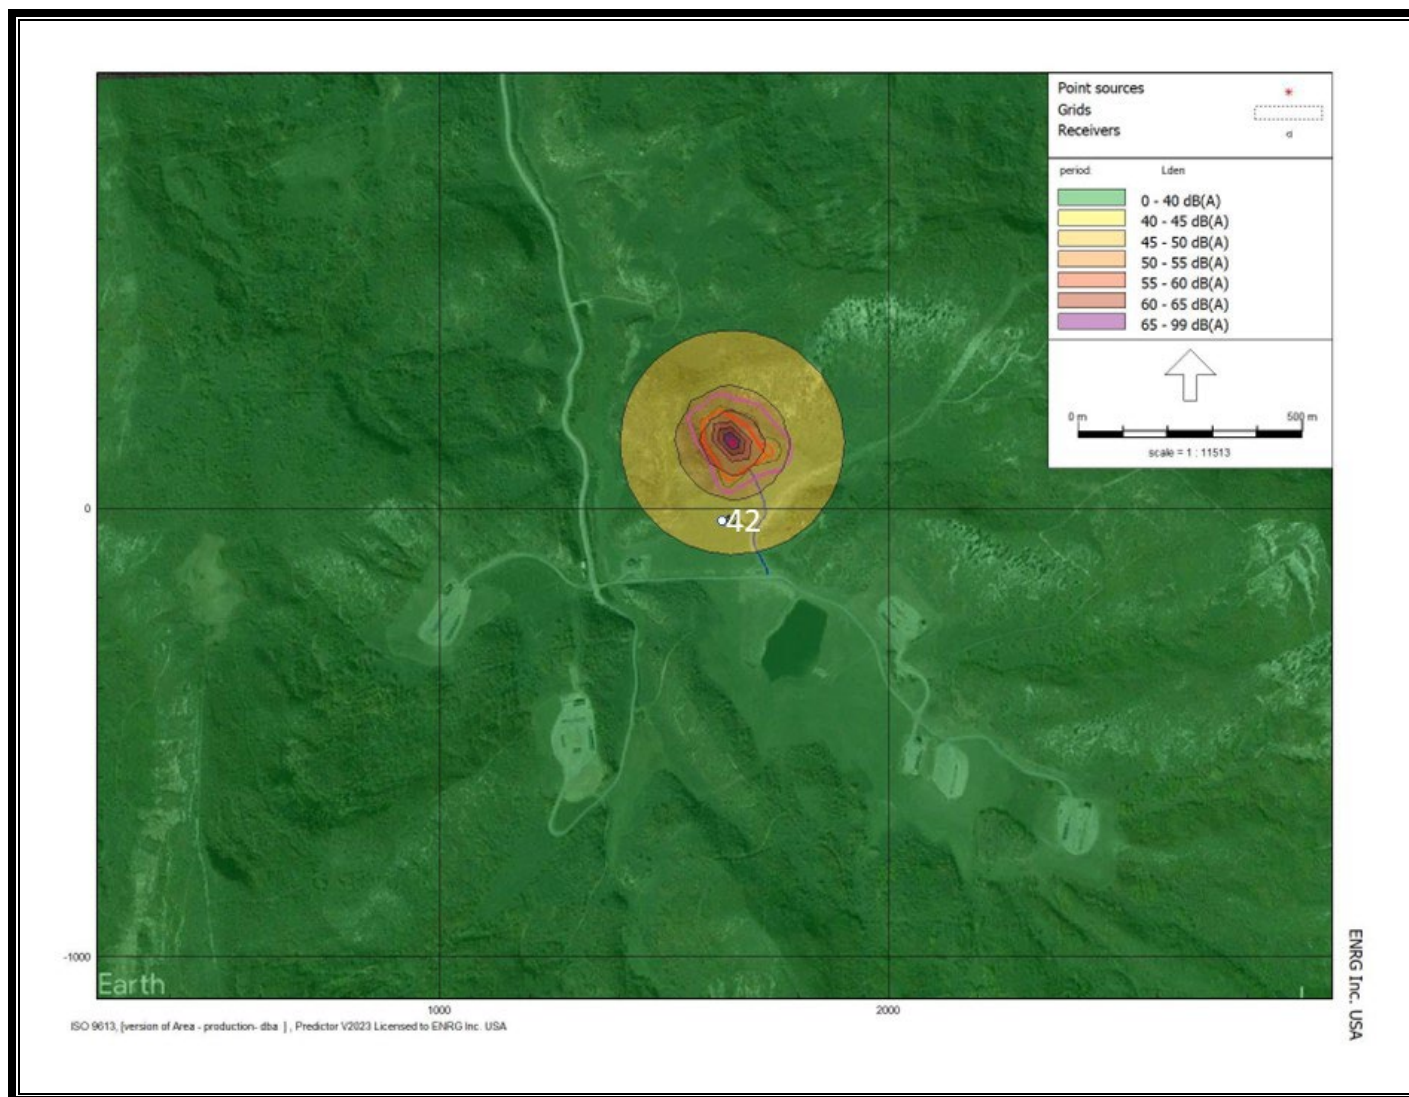 Point sources
Grids
Receivers
period: Lden
0 - 40 dB(A)
40 - 45 dB(A)
45 - 50 dB(A)
50 - 55 dB(A)
55 - 60 dB(A)
60 - 65 dB(A)
65 - 99 dB(A)
0 m 500 m
scale = 1 : 11513
0
42
-1000
Earth
1000 2000
ISO 9613, [version of Area - production- dba ] , Predictor V2023 Licensed to ENRG Inc. USA
ENRG Inc. USA